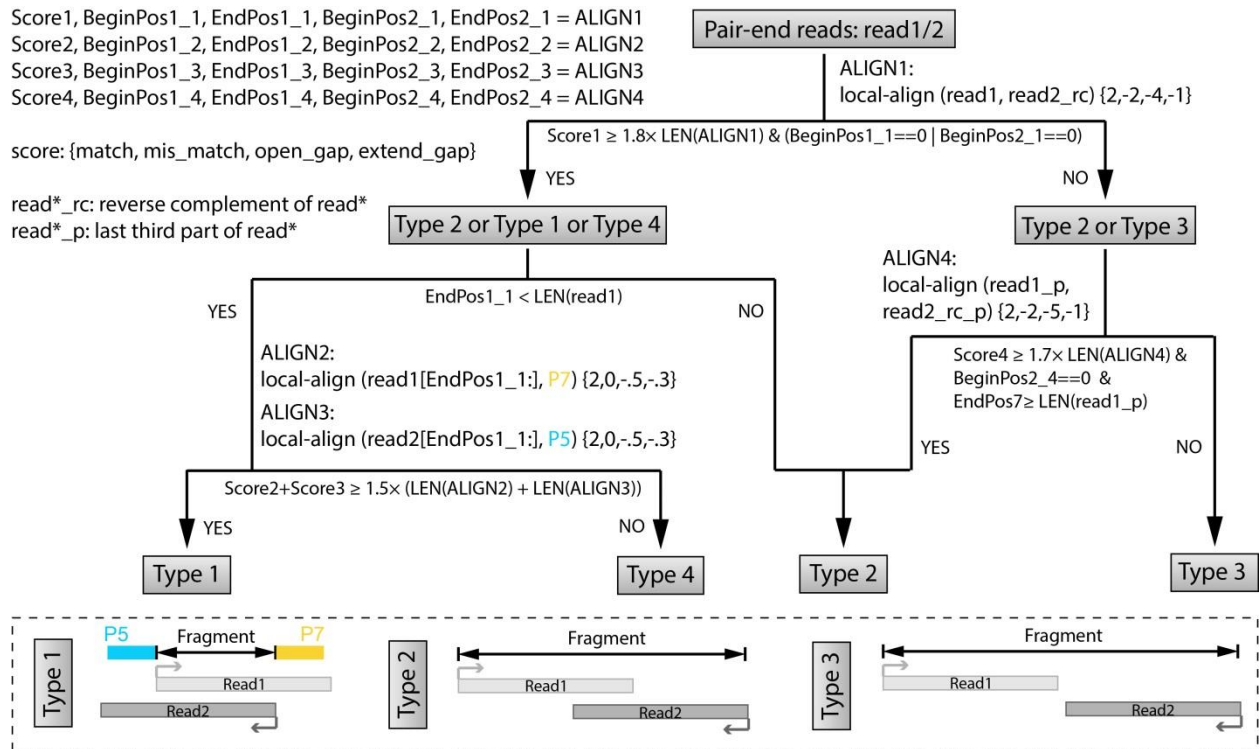 Score1, BeginPos1_1, EndPos1_1, BeginPos2_1, EndPos2_1 = ALIGN1
Score2, BeginPos1_2, EndPos1_2, BeginPos2_2, EndPos2_2 = ALIGN2
Score3, BeginPos1_3, EndPos1_3, BeginPos2_3, EndPos2_3 = ALIGN3
Score4, BeginPos1_4, EndPos1_4, BeginPos2_4, EndPos2_4 = ALIGN4
score: {match, mis_match, open_gap, extend_gap}
read*_rc: reverse complement of read*
read*_p: last third part of read*
Pair-end reads: read1/2
ALIGN1:
local-align (read1, read2_rc) {2,-2,-4,-1}
Score1 ≥ 1.8× LEN(ALIGN1) & (BeginPos1_1==0 | BeginPos2_1==0)
YES
NO
Type 2 or Type 1 or Type 4
Type 2 or Type 3
ALIGN4:
local-align (read1_p,
read2_rc_p) {2,-2,-5,-1}
EndPos1_1 < LEN(read1)
YES
NO
ALIGN2:
local-align (read1[EndPos1_1:], P7) {2,0,-.5,-.3}
ALIGN3:
local-align (read2[EndPos1_1:], P5) {2,0,-.5,-.3}
Score4 ≥ 1.7× LEN(ALIGN4) &
BeginPos2_4==0 &
EndPos7≥ LEN(read1_p)
YES
NO
Score2+Score3 ≥ 1.5× (LEN(ALIGN2) + LEN(ALIGN3))
YES
NO
Type 1
Type 4
Type 2
Type 3
Type 1
P5
Fragment
P7
Read1
Read2
Type 2
Fragment
Read1
Read2
Type 3
Fragment
Read1
Read2